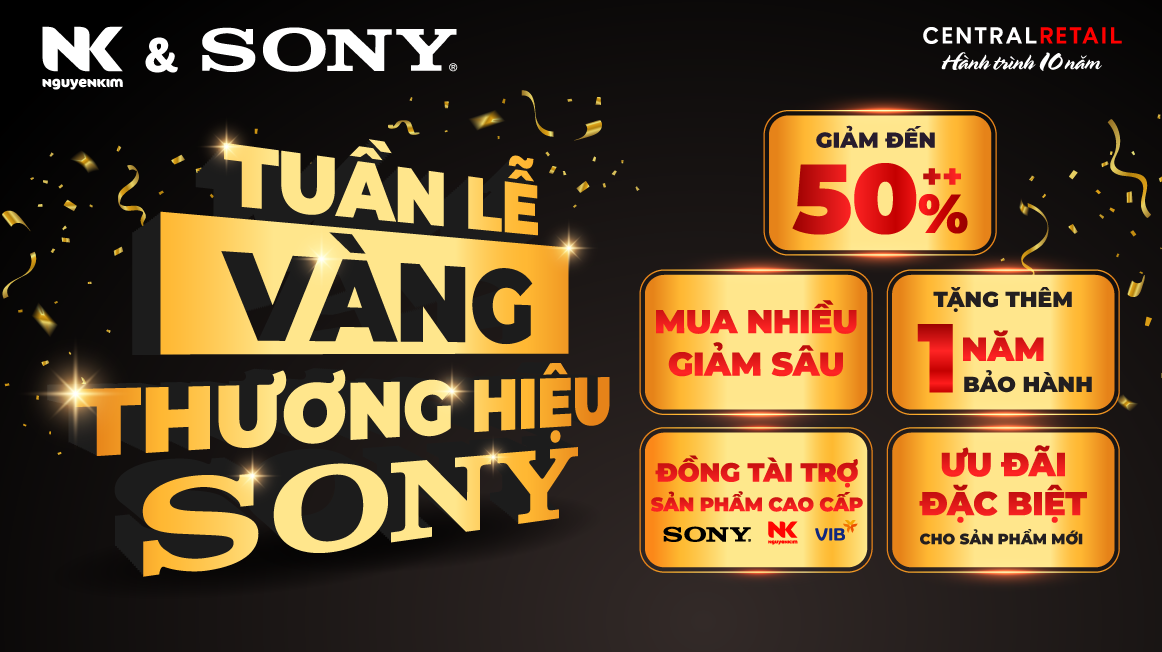 NK & SONY®
NGUYENKIM
CENTRALRETAIL
Hành trình 10 năm
TUẦN LỄ
VÀNG
THƯƠNG HIỆU
SONY
GIẢM ĐẾN
50++%
MUA NHIỀU
GIẢM SÂU
TẶNG THÊM
1 NĂM
BẢO HÀNH
ĐỒNG TÀI TRỢ
SẢN PHẨM CAO CẤP
SONY. NK VIB
nguyenkim
ƯU ĐÃI
ĐẶC BIỆT
CHO SẢN PHẨM MỚI